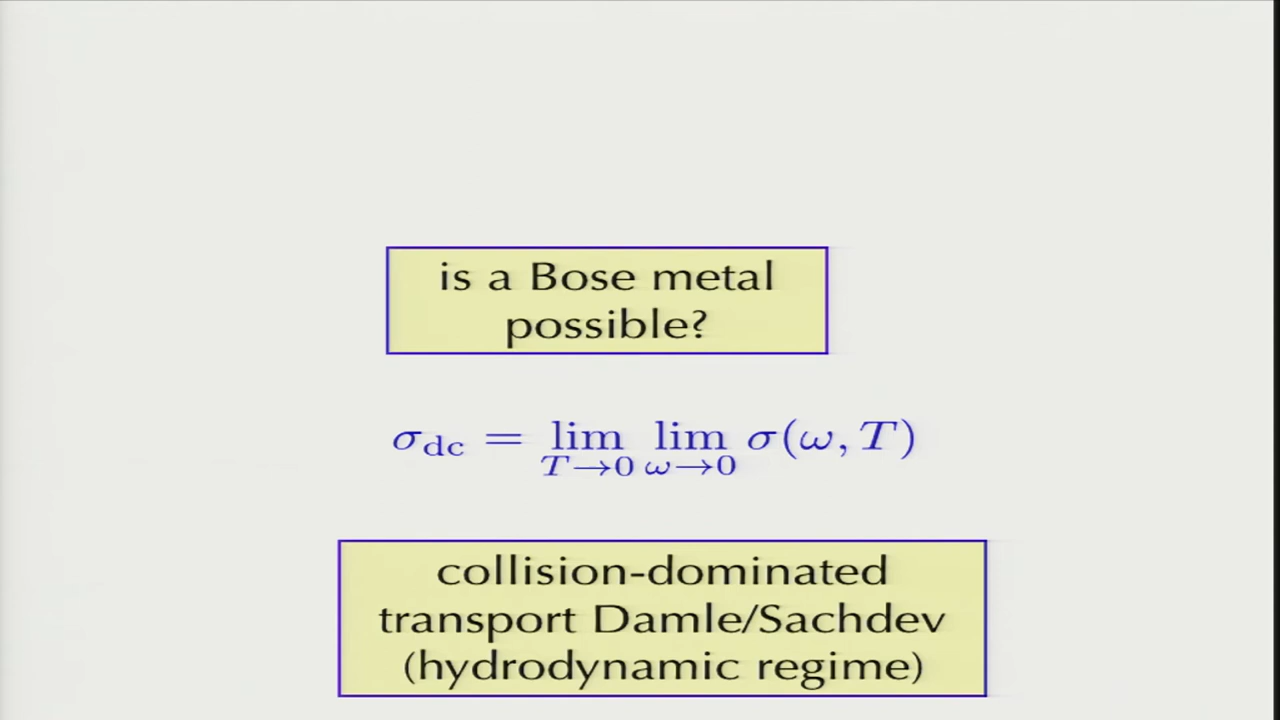 is a Bose metal
possible?
σ_dc = lim_{T→0} lim_{ω→0} σ(ω, T)
collision-dominated
transport Damle/Sachdev
(hydrodynamic regime)